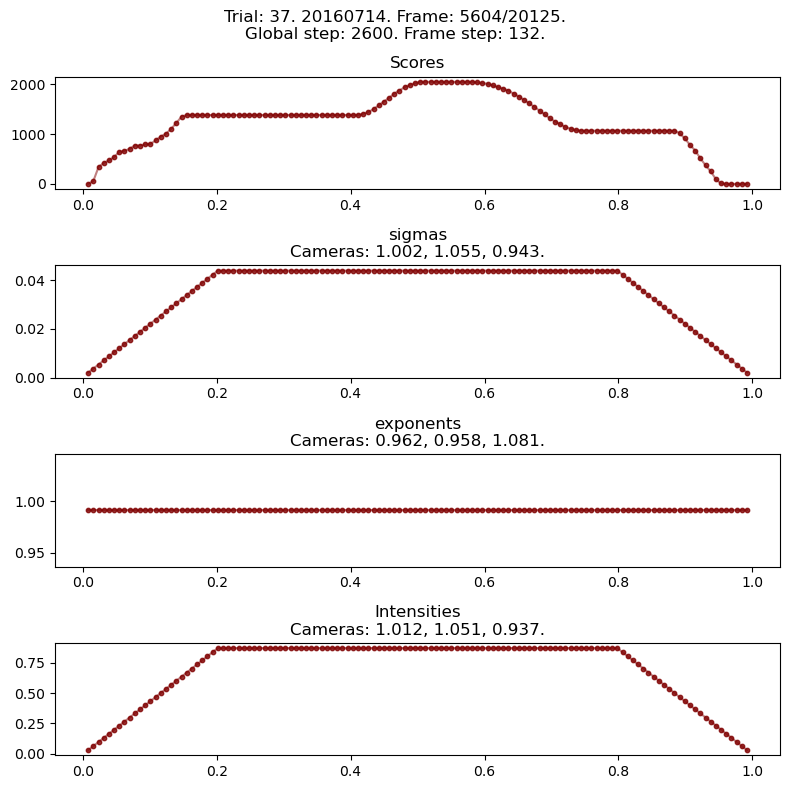 Trial: 37. 20160714. Frame: 5604/20125.
Global step: 2600. Frame step: 132.
Scores
2000
1000
0
0.0 0.2 0.4 0.6 0.8 1.0
sigmas
Cameras: 1.002, 1.055, 0.943.
0.04
0.02
0.00
0.0 0.2 0.4 0.6 0.8 1.0
exponents
Cameras: 0.962, 0.958, 1.081.
1.00
0.95
0.0 0.2 0.4 0.6 0.8 1.0
Intensities
Cameras: 1.012, 1.051, 0.937.
0.75
0.50
0.25
0.00
0.0 0.2 0.4 0.6 0.8 1.0